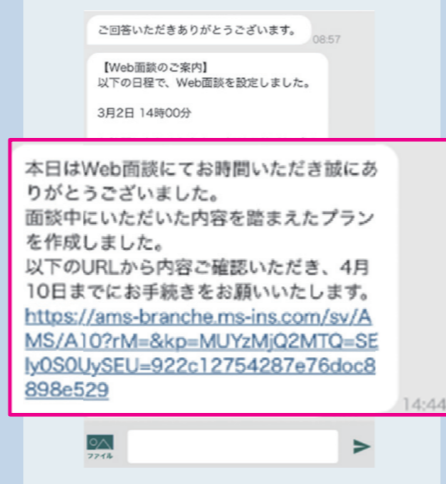 ご回答いただきありがとうございます。
08:57
【Web面談のご案内】
以下の日程で、Web面談を設定しました。
3月2日 14時00分
本日はWeb面談にてお時間いただき誠にあ
りがとうございました。
面談中にいただいた内容を踏まえたプラン
を作成しました。
以下のURLから内容ご確認いただき、4月
10日までにお手続きをお願いいたします。
https://ams-branche.ms-ins.com/sv/A
MS/A10?rM=&kp=MUYzMjQ2MTQ=SE
Iy0S0UySEU=922c12754287e76doc8
898e529
14:44
ファイル